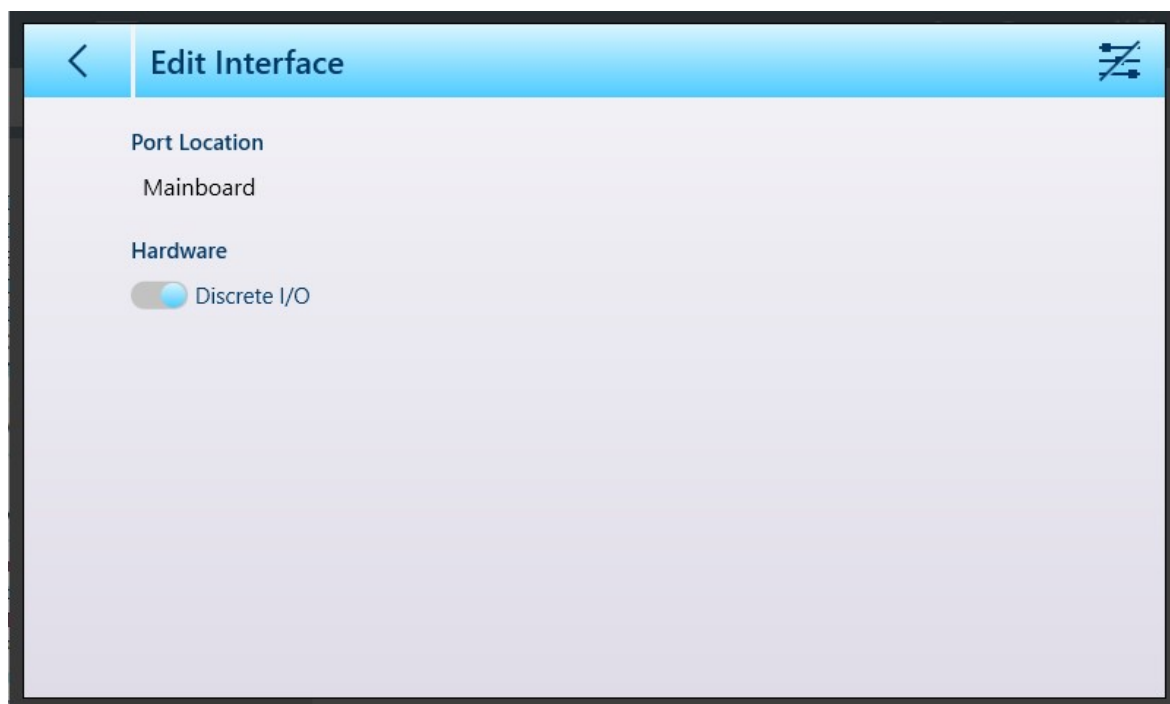 Edit Interface
Port Location
Mainboard
Hardware
Discrete I/O